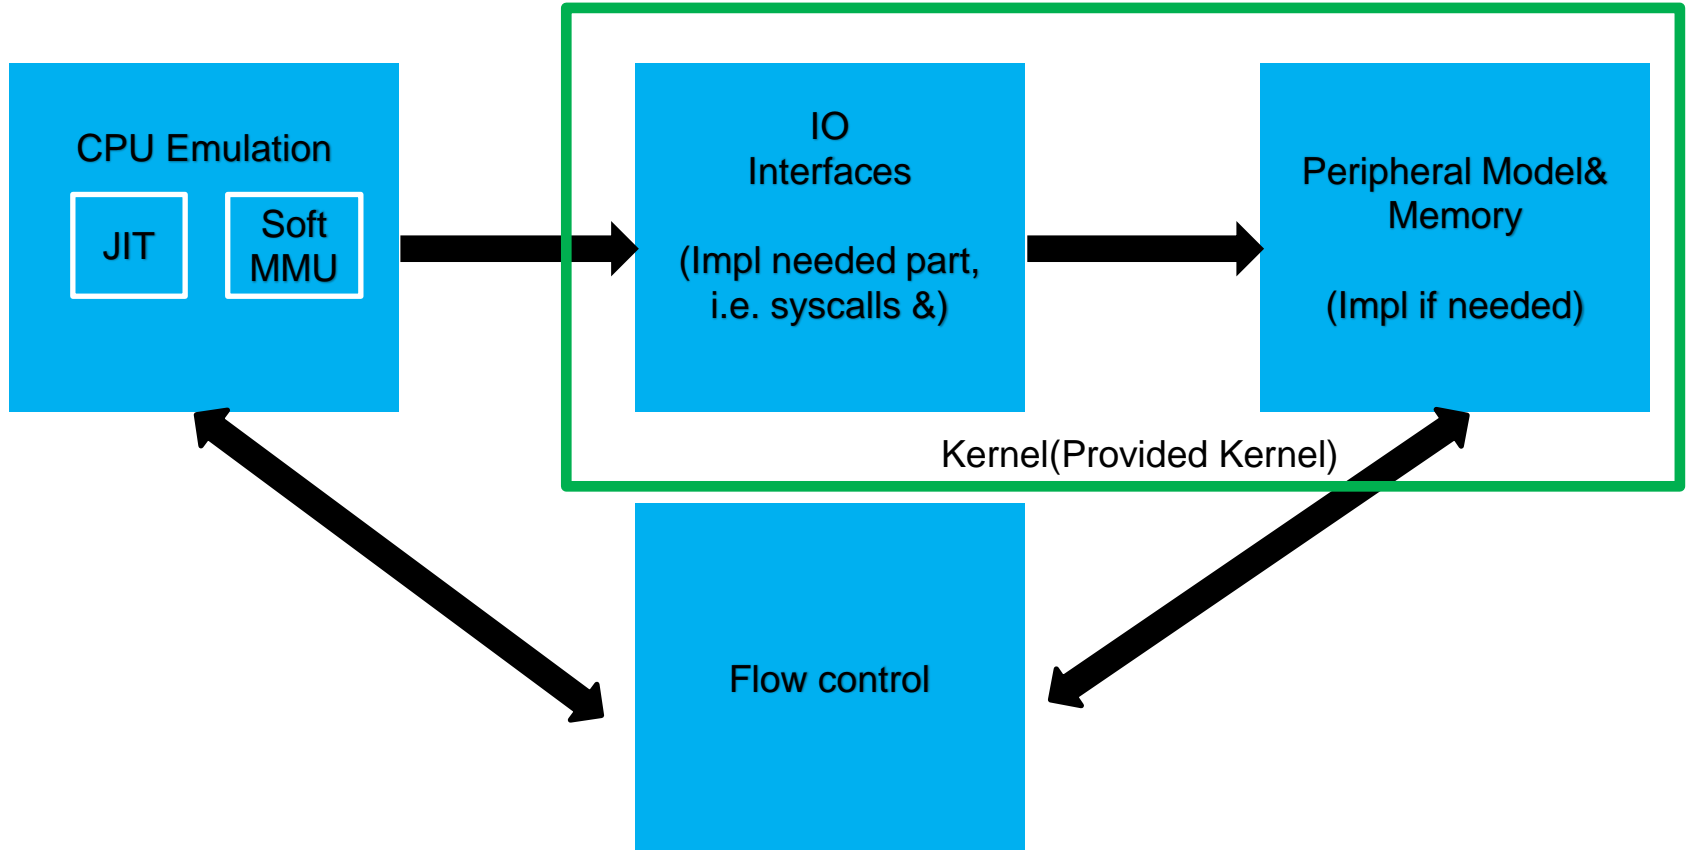 CPU Emulation
JIT
Soft
MMU
IO
Interfaces
(Impl needed part,
i.e. syscalls &)
Peripheral Model&
Memory
(Impl if needed)
Kernel(Provided Kernel)
Flow control